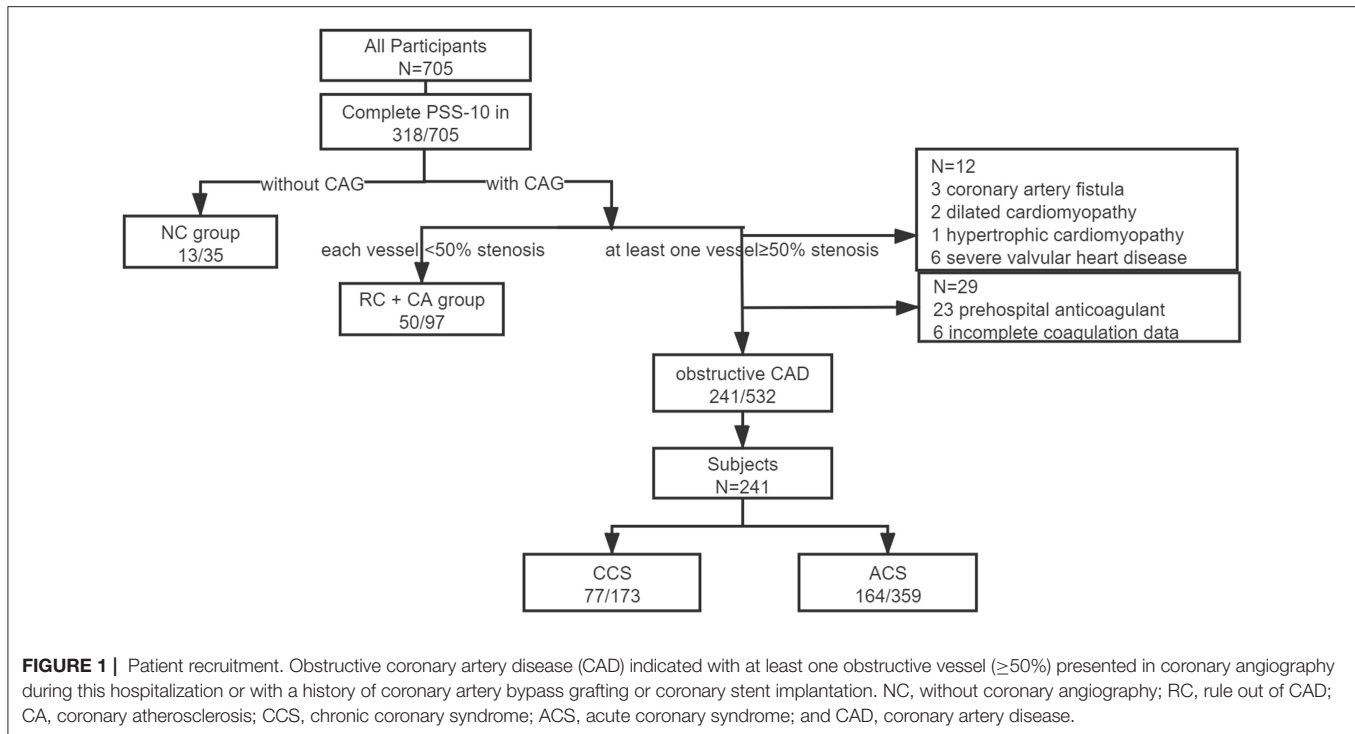 All Participants
N=705
Complete PSS-10 in
318/705
without CAG
with CAG
NC group
13/35
each vessel <50% stenosis
at least one vessel≥50% stenosis
N=12
3 coronary artery fistula
2 dilated cardiomyopathy
1 hypertrophic cardiomyopathy
6 severe valvular heart disease
RC + CA group
50/97
N=29
23 prehospital anticoagulant
6 incomplete coagulation data
obstructive CAD
241/532
Subjects
N=241
CCS
77/173
ACS
164/359
FIGURE 1 | Patient recruitment. Obstructive coronary artery disease (CAD) indicated with at least one obstructive vessel (≥50%) presented in coronary angiography
during this hospitalization or with a history of coronary artery bypass grafting or coronary stent implantation. NC, without coronary angiography; RC, rule out of CAD;
CA, coronary atherosclerosis; CCS, chronic coronary syndrome; ACS, acute coronary syndrome; and CAD, coronary artery disease.